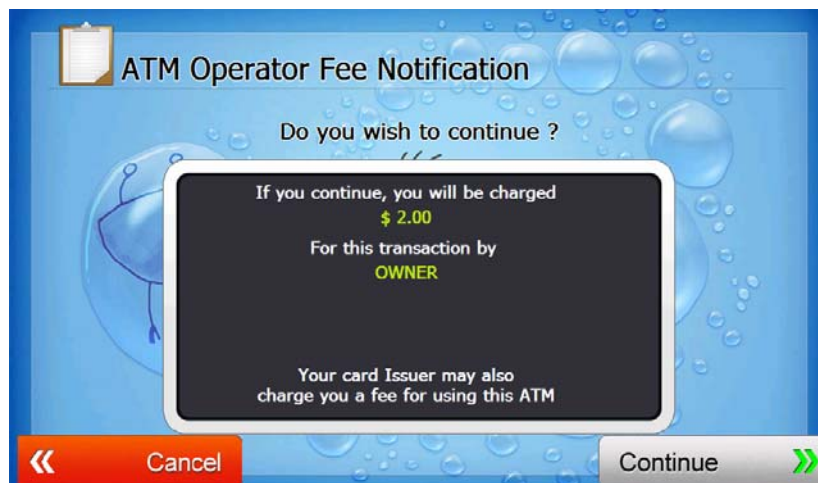 ATM Operator Fee Notification
Do you wish to continue ?
If you continue, you will be charged
$ 2.00
For this transaction by
OWNER
Your card Issuer may also
charge you a fee for using this ATM
Cancel
Continue